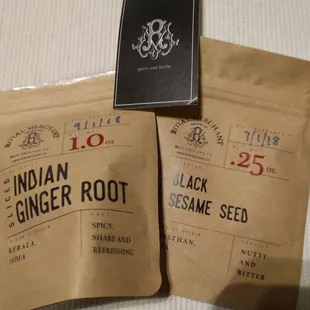 spices and herbs
ROYAL MERCHANT
9/1/18
1.0 oz
SLICED
INDIAN
GINGER ROOT
KERALA,
INDIA
SPICY,
SHARP AND
REFRESHING
ROYAL MERCHANT
7/1/18
.25 oz
BLACK
SESAME SEED
NUTTY
AND
BITTER